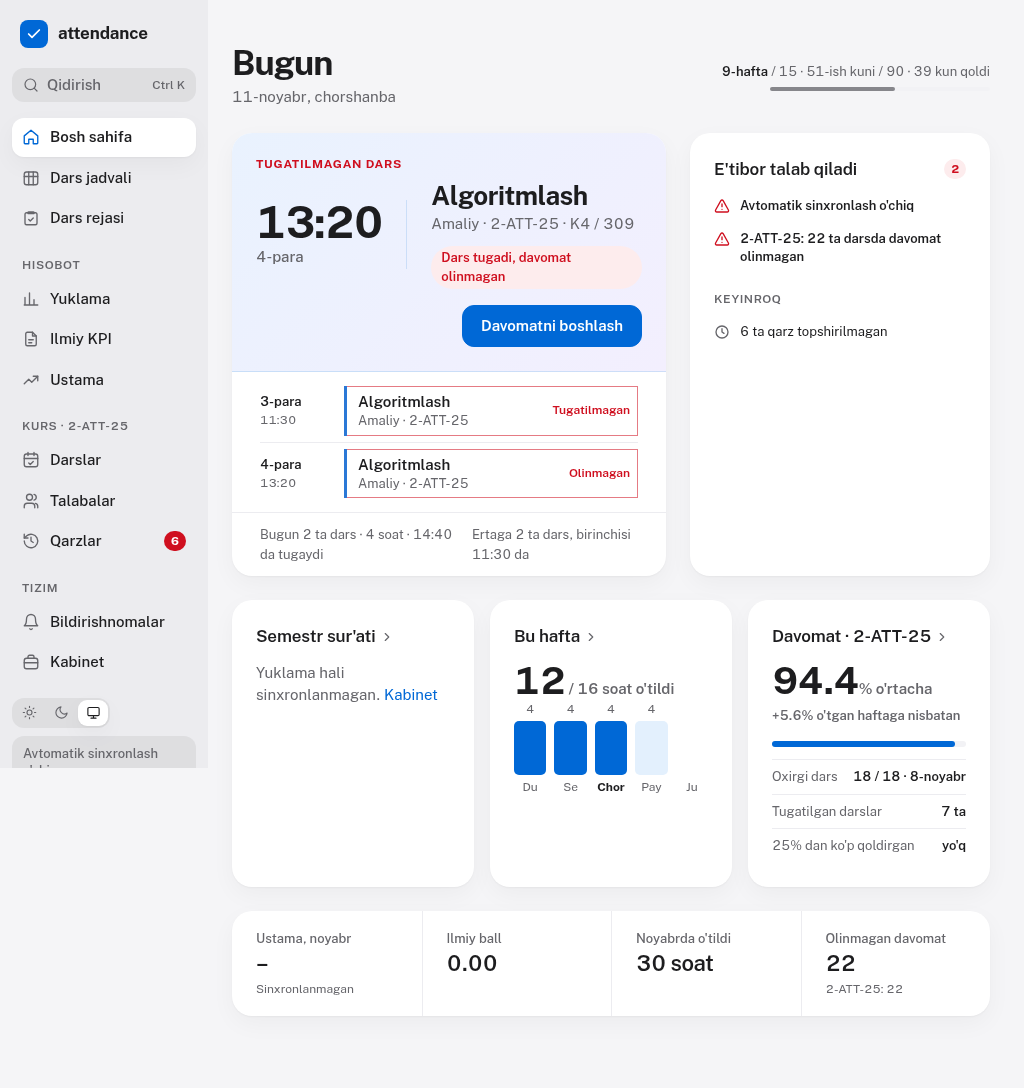 attendance
Qidirish Ctrl K
Bosh sahifa
Dars jadvali
Dars rejasi
HISOBOT
Yuklama
Ilmiy KPI
Ustama
KURS · 2-ATT-25
Darslar
Talabalar
Qarzlar 6
TIZIM
Bildirishnomalar
Kabinet
Avtomatik sinxronlash
Bugun
11-noyabr, chorshanba
9-hafta / 15 · 51-ish kuni / 90 · 39 kun qoldi
TUGATILMAGAN DARS
13:20
4-para
Algoritmlash
Amaliy · 2-ATT-25 · K4 / 309
Dars tugadi, davomat
olinmagan
Davomatni boshlash
3-para
11:30
Algoritmlash
Amaliy · 2-ATT-25
Tugatilmagan
4-para
13:20
Algoritmlash
Amaliy · 2-ATT-25
Olinmagan
Bugun 2 ta dars · 4 soat · 14:40
da tugaydi
Ertaga 2 ta dars, birinchisi
11:30 da
E'tibor talab qiladi 2
Avtomatik sinxronlash o'chiq
2-ATT-25: 22 ta darsda davomat
olinmagan
KEYINROQ
6 ta qarz topshirilmagan
Semestr sur'ati
Yuklama hali
sinxronlanmagan. Kabinet
Bu hafta
12 / 16 soat o'tildi
4 4 4 4
Du Se Chor Pay Ju
Davomat · 2-ATT-25
94.4% o'rtacha
+5.6% o'tgan haftaga nisbatan
Oxirgi dars 18 / 18 · 8-noyabr
Tugatilgan darslar 7 ta
25% dan ko'p qoldirgan yo'q
Ustama, noyabr
–
Sinxronlanmagan
Ilmiy ball
0.00
Noyabrda o'tildi
30 soat
Olinmagan davomat
22
2-ATT-25: 22